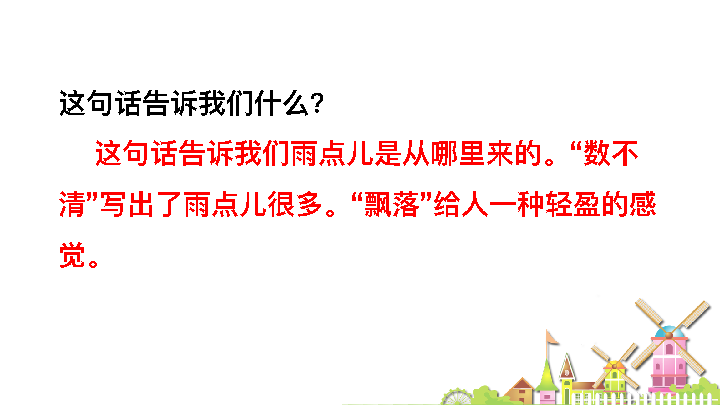 这句话告诉我们什么?
这句话告诉我们雨点儿是从哪里来的。“数不
清”写出了雨点儿很多。“飘落”给人一种轻盈的感
觉。